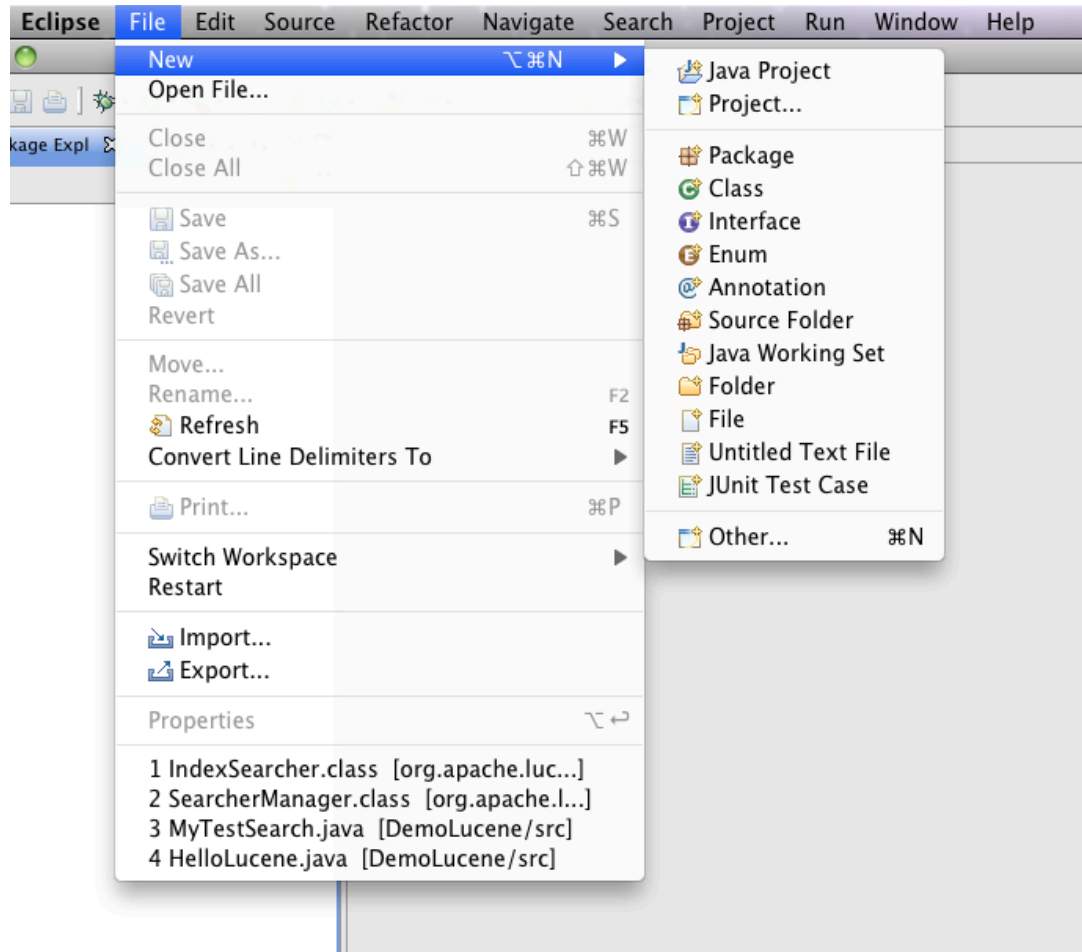 Eclipse File Edit Source Refactor Navigate Search Project Run Window Help
kage Expl
New ⌥⌘N
Open File...
Close ⌘W
Close All ⇧⌘W
Save ⌘S
Save As...
Save All
Revert
Move...
Rename... F2
Refresh F5
Convert Line Delimiters To
Print... ⌘P
Switch Workspace
Restart
Import...
Export...
Properties ⌥↩
1 IndexSearcher.class [org.apache.luc...]
2 SearcherManager.class [org.apache.l...]
3 MyTestSearch.java [DemoLucene/src]
4 HelloLucene.java [DemoLucene/src]
Java Project
Project...
Package
Class
Interface
Enum
Annotation
Source Folder
Java Working Set
Folder
File
Untitled Text File
JUnit Test Case
Other... ⌘N